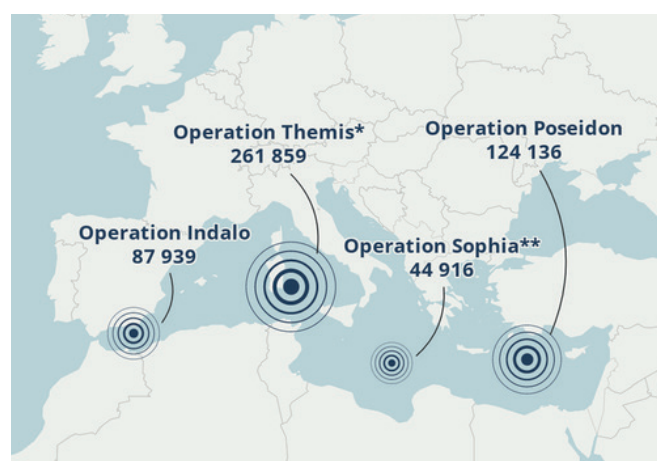 Operation Themis*
261 859
Operation Poseidon
124 136
Operation Indalo
87 939
Operation Sophia**
44 916